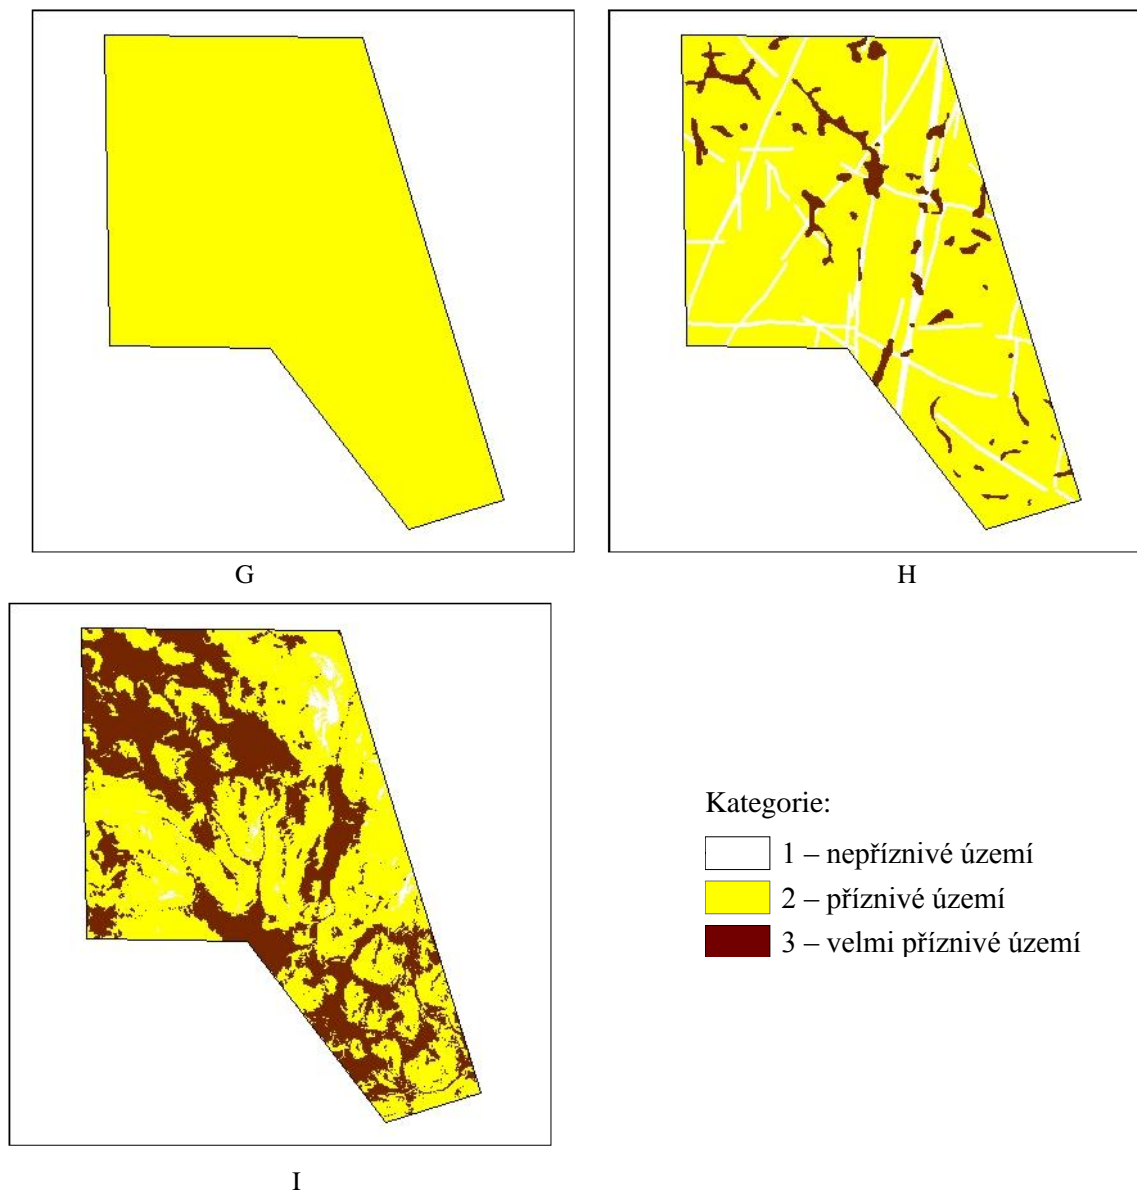 G
H
I
Kategorie:
1 – nepříznivé území
2 – příznivé území
3 – velmi příznivé území